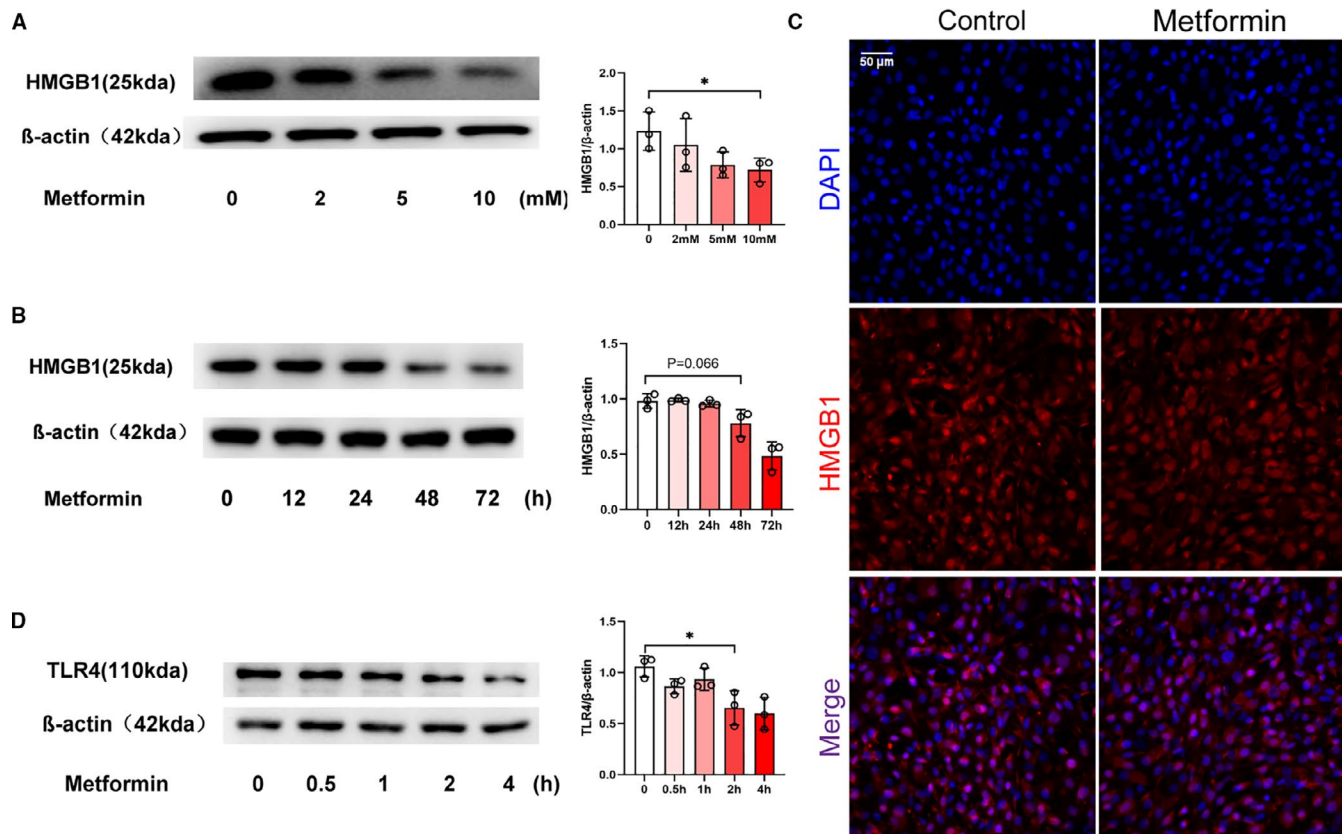 A
HMGB1(25kda)
ß-actin（42kda）
Metformin 0 2 5 10 (mM)
HMGB1/β-actin
2.0
1.5
1.0
0.5
0.0
*
0 2mM 5mM 10mM
B
HMGB1(25kda)
ß-actin（42kda）
Metformin 0 12 24 48 72 (h)
HMGB1/β-actin
1.5
1.0
0.5
0.0
P=0.066
0 12h 24h 48h 72h
D
TLR4(110kda)
ß-actin（42kda）
Metformin 0 0.5 1 2 4 (h)
TLR4/β-actin
1.5
1.0
0.5
0.0
*
0 0.5h 1h 2h 4h
C
Control Metformin
50 µm
DAPI
HMGB1
Merge